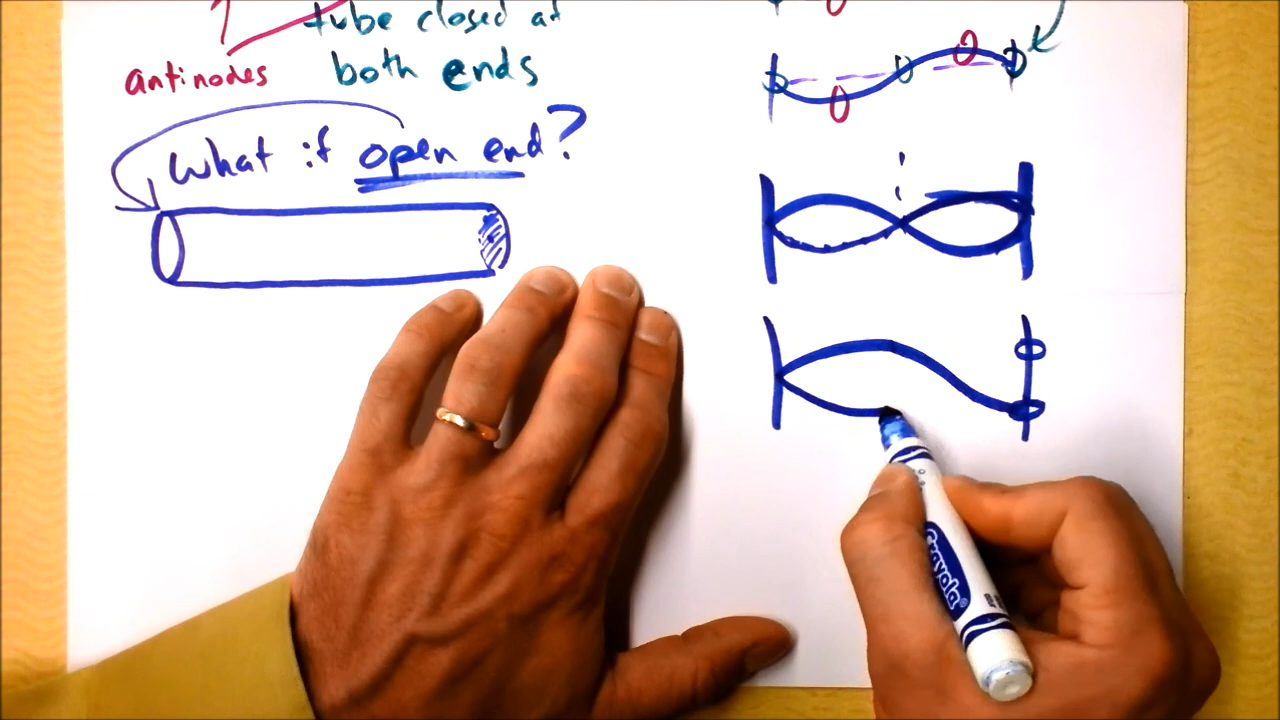 tube closed at
antinodes both ends
What if open end?
Crayola®